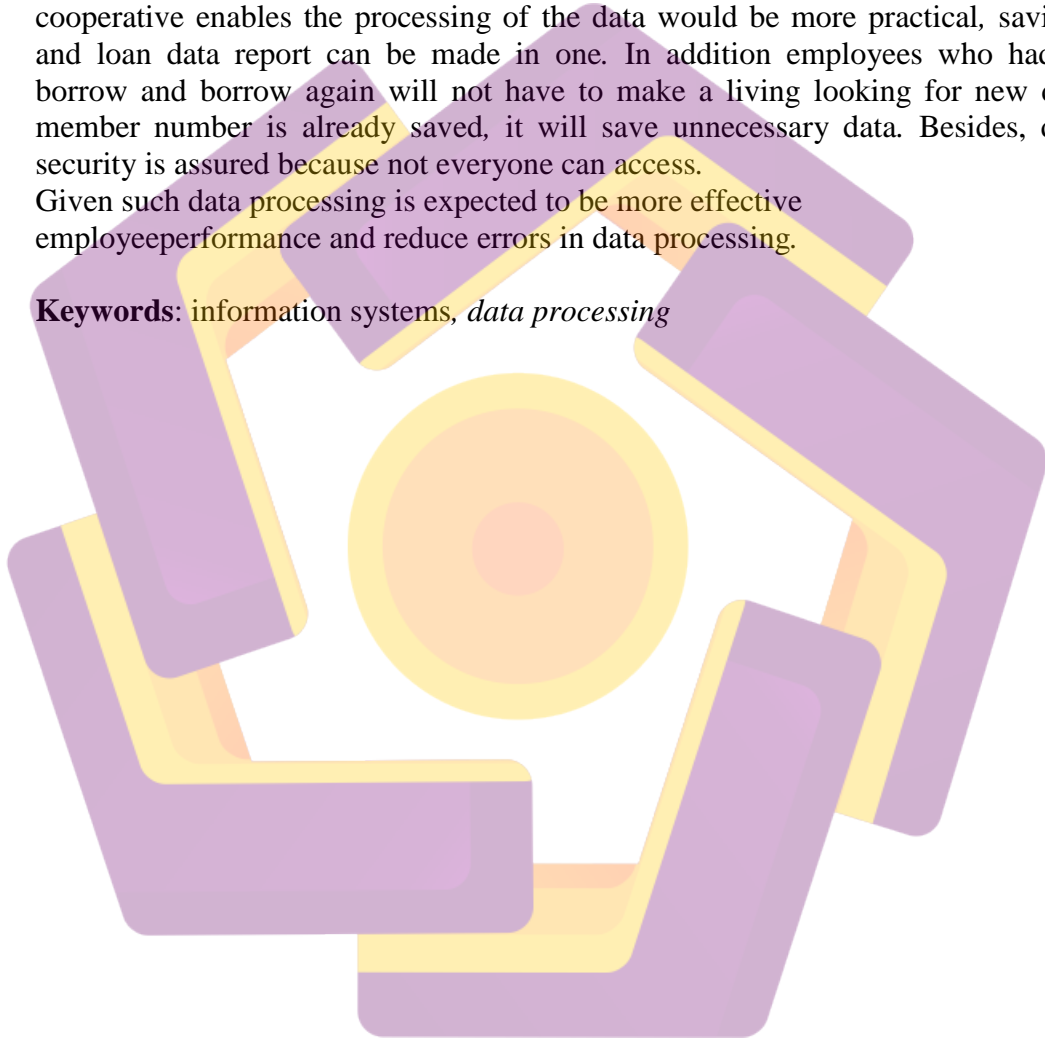 cooperative enables the processing of the data would be more practical, savi
and loan data report can be made in one. In addition employees who had
borrow and borrow again will not have to make a living looking for new
member number is already saved, it will save unnecessary data. Besides,
security is assured because not everyone can access.
Given such data processing is expected to be more effective
employeeperformance and reduce errors in data processing.
Keywords: information systems, data processing